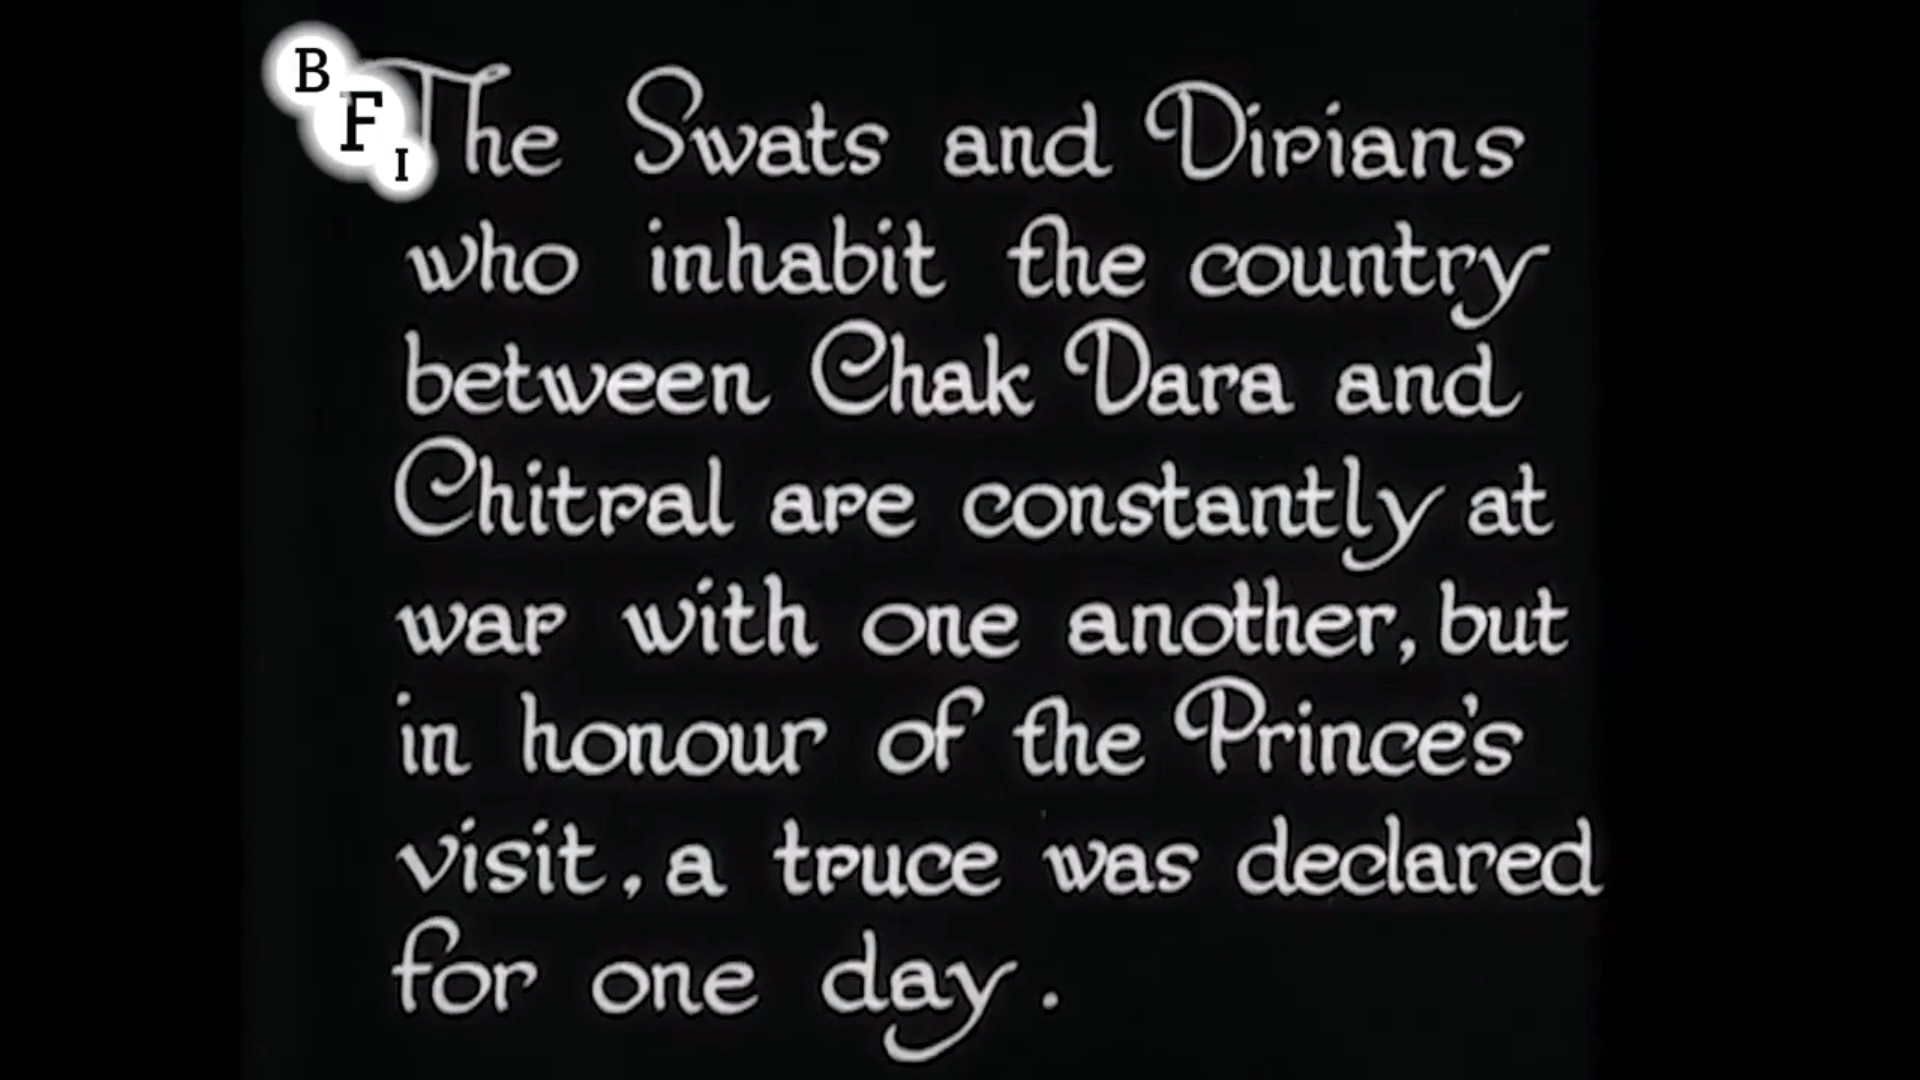 BFI
The Swats and Dirians
who inhabit the country
between Chak Dara and
Chitral are constantly at
war with one another, but
in honour of the Prince's
visit, a truce was declared
for one day.